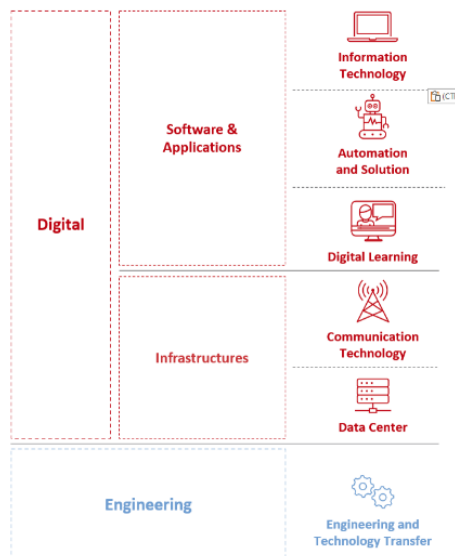 Information
Technology
(CT
Software &
Applications
Automation
and Solution
Digital
Digital Learning
Infrastructures
Communication
Technology
Data Center
Engineering
Engineering and
Technology Transfer